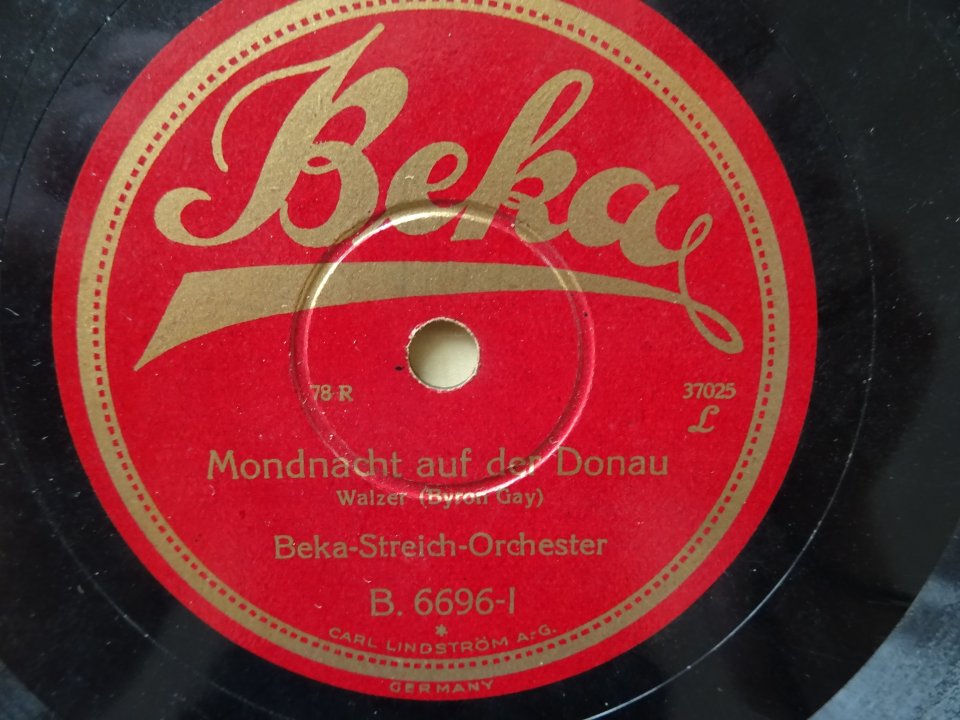 Beka
78 R
37025
L
Mondnacht auf der Donau
Walzer (Byron Gay)
Beka-Streich-Orchester
B. 6696-I
*
CARL LINDSTRÖM A.-G.
GERMANY